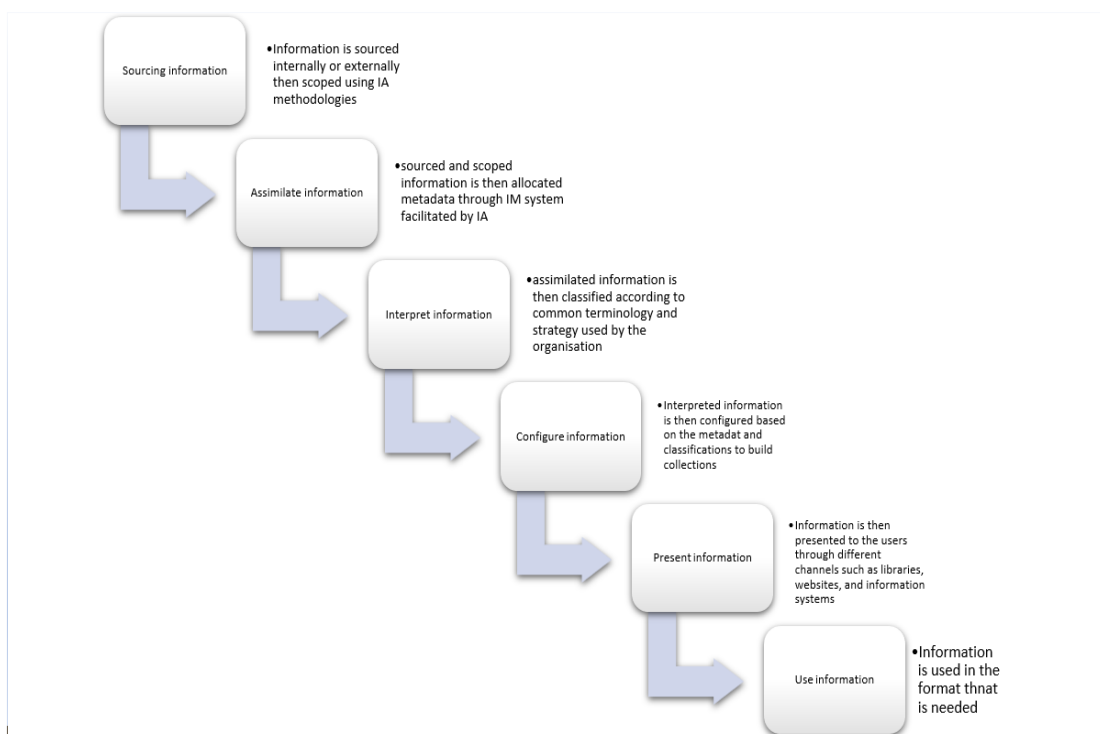 Sourcing information
•Information is sourced
internally or externally
then scoped using IA
methodologies
Assimilate information
•sourced and scoped
information is then allocated
metadata through IM system
facilitated by IA
Interpret information
•assimilated information is
then classified according to
common terminology and
strategy used by the
organisation
Configure information
•Interpreted information
is then configured based
on the metadat and
classifications to build
collections
Present information
•Information is then
presented to the users
through different
channels such as libraries,
websites, and information
systems
Use information
•Information
is used in the
format thnat
is needed